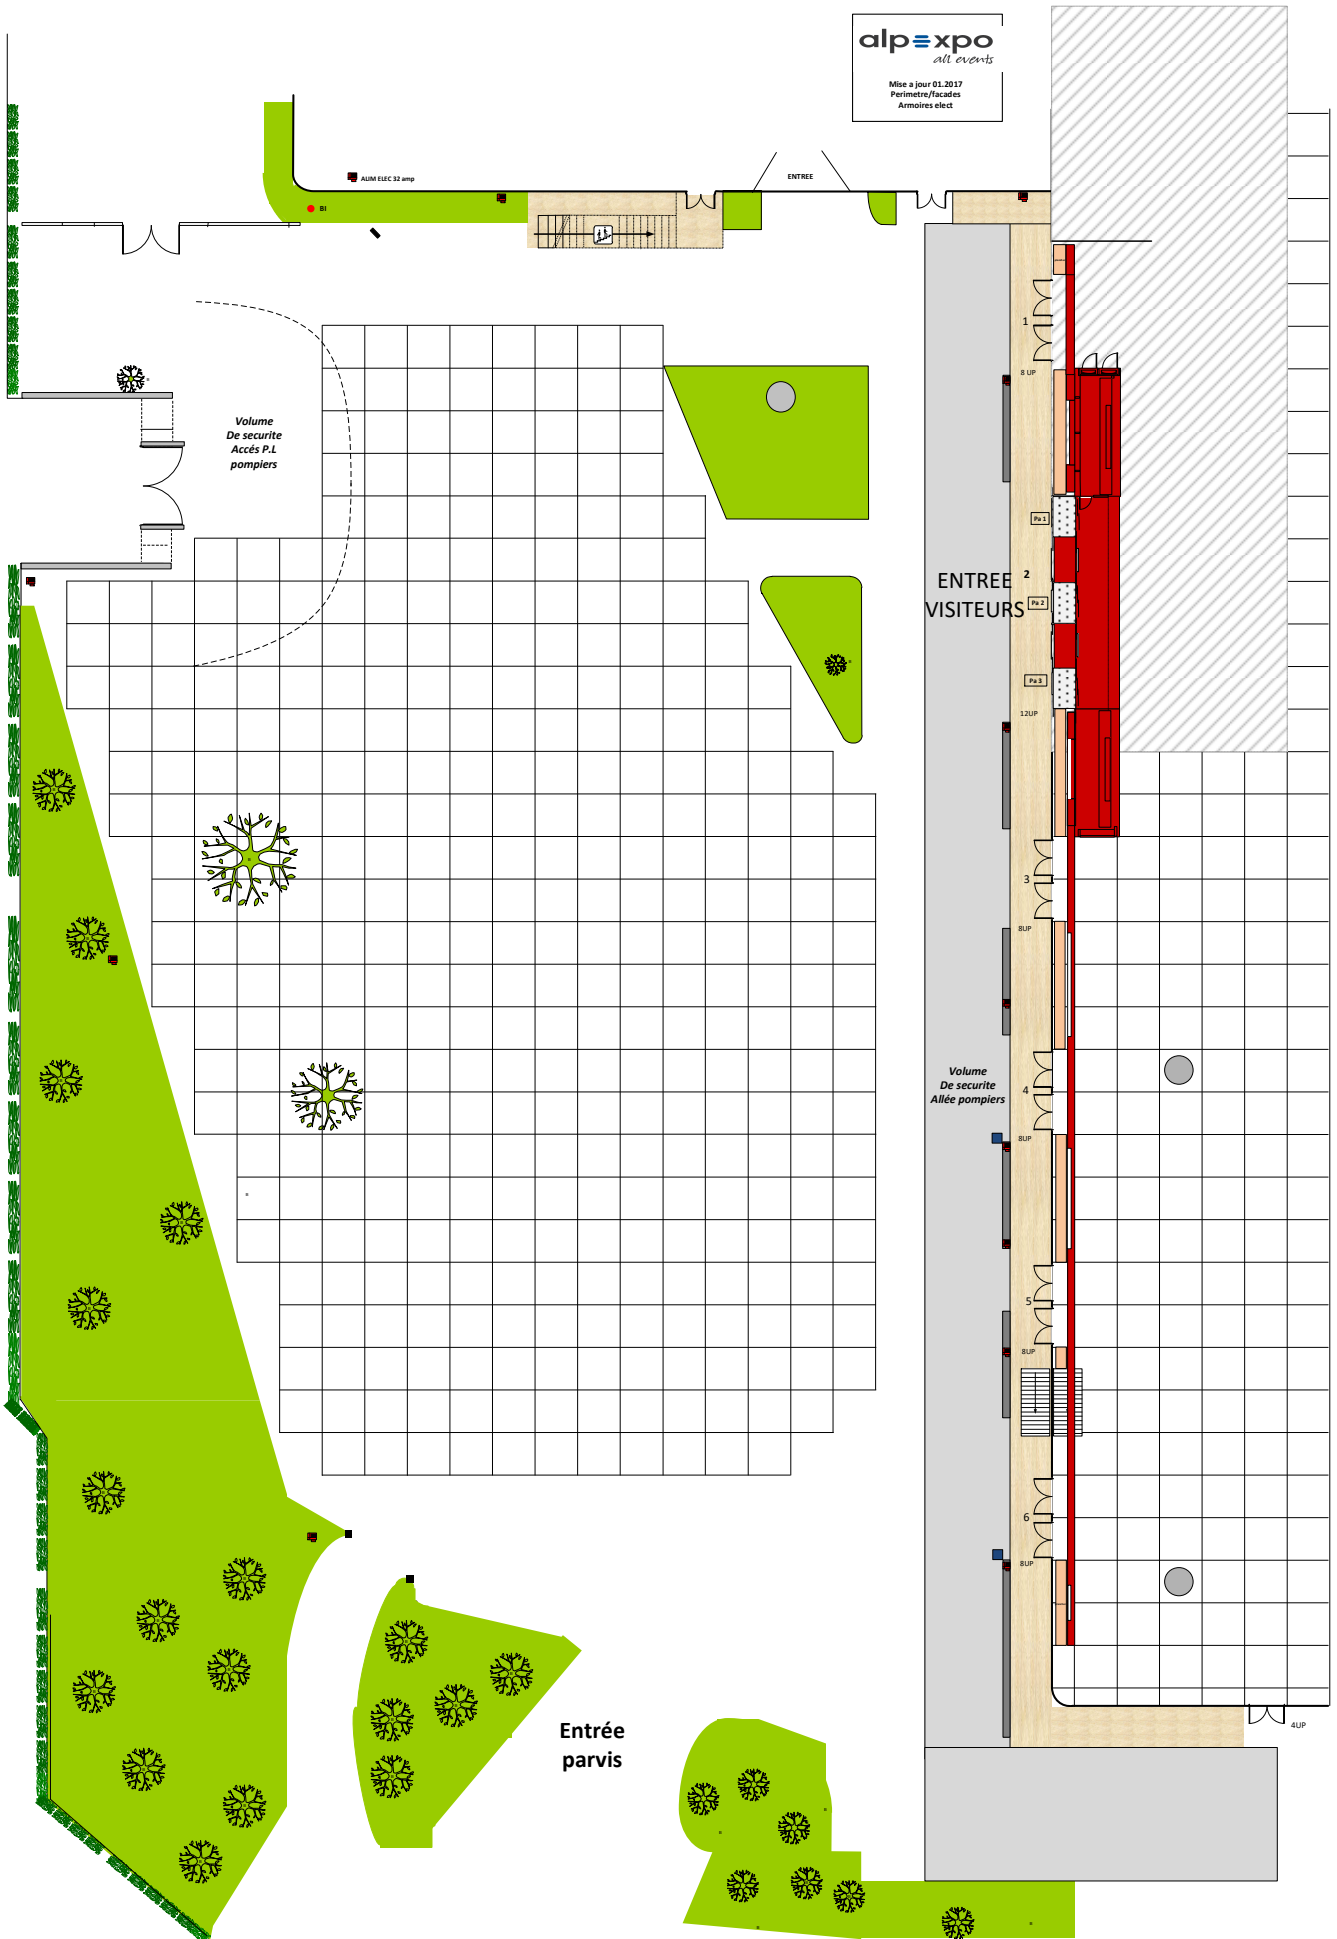 alpexpo
all events
Mise a jour 01.2017
Perimetre/facades
Armoires elect
ENTREE
ALIM ELEC 32 amp
BI
1
8 UP
Volume
De securite
Accés P.L
pompiers
Pa 1
ENTREE
VISITEURS
2
Pa 2
Pa 3
12UP
3
8UP
Volume
De securite
Allée pompiers
4
8UP
5
8UP
6
8UP
Entrée
parvis
4UP